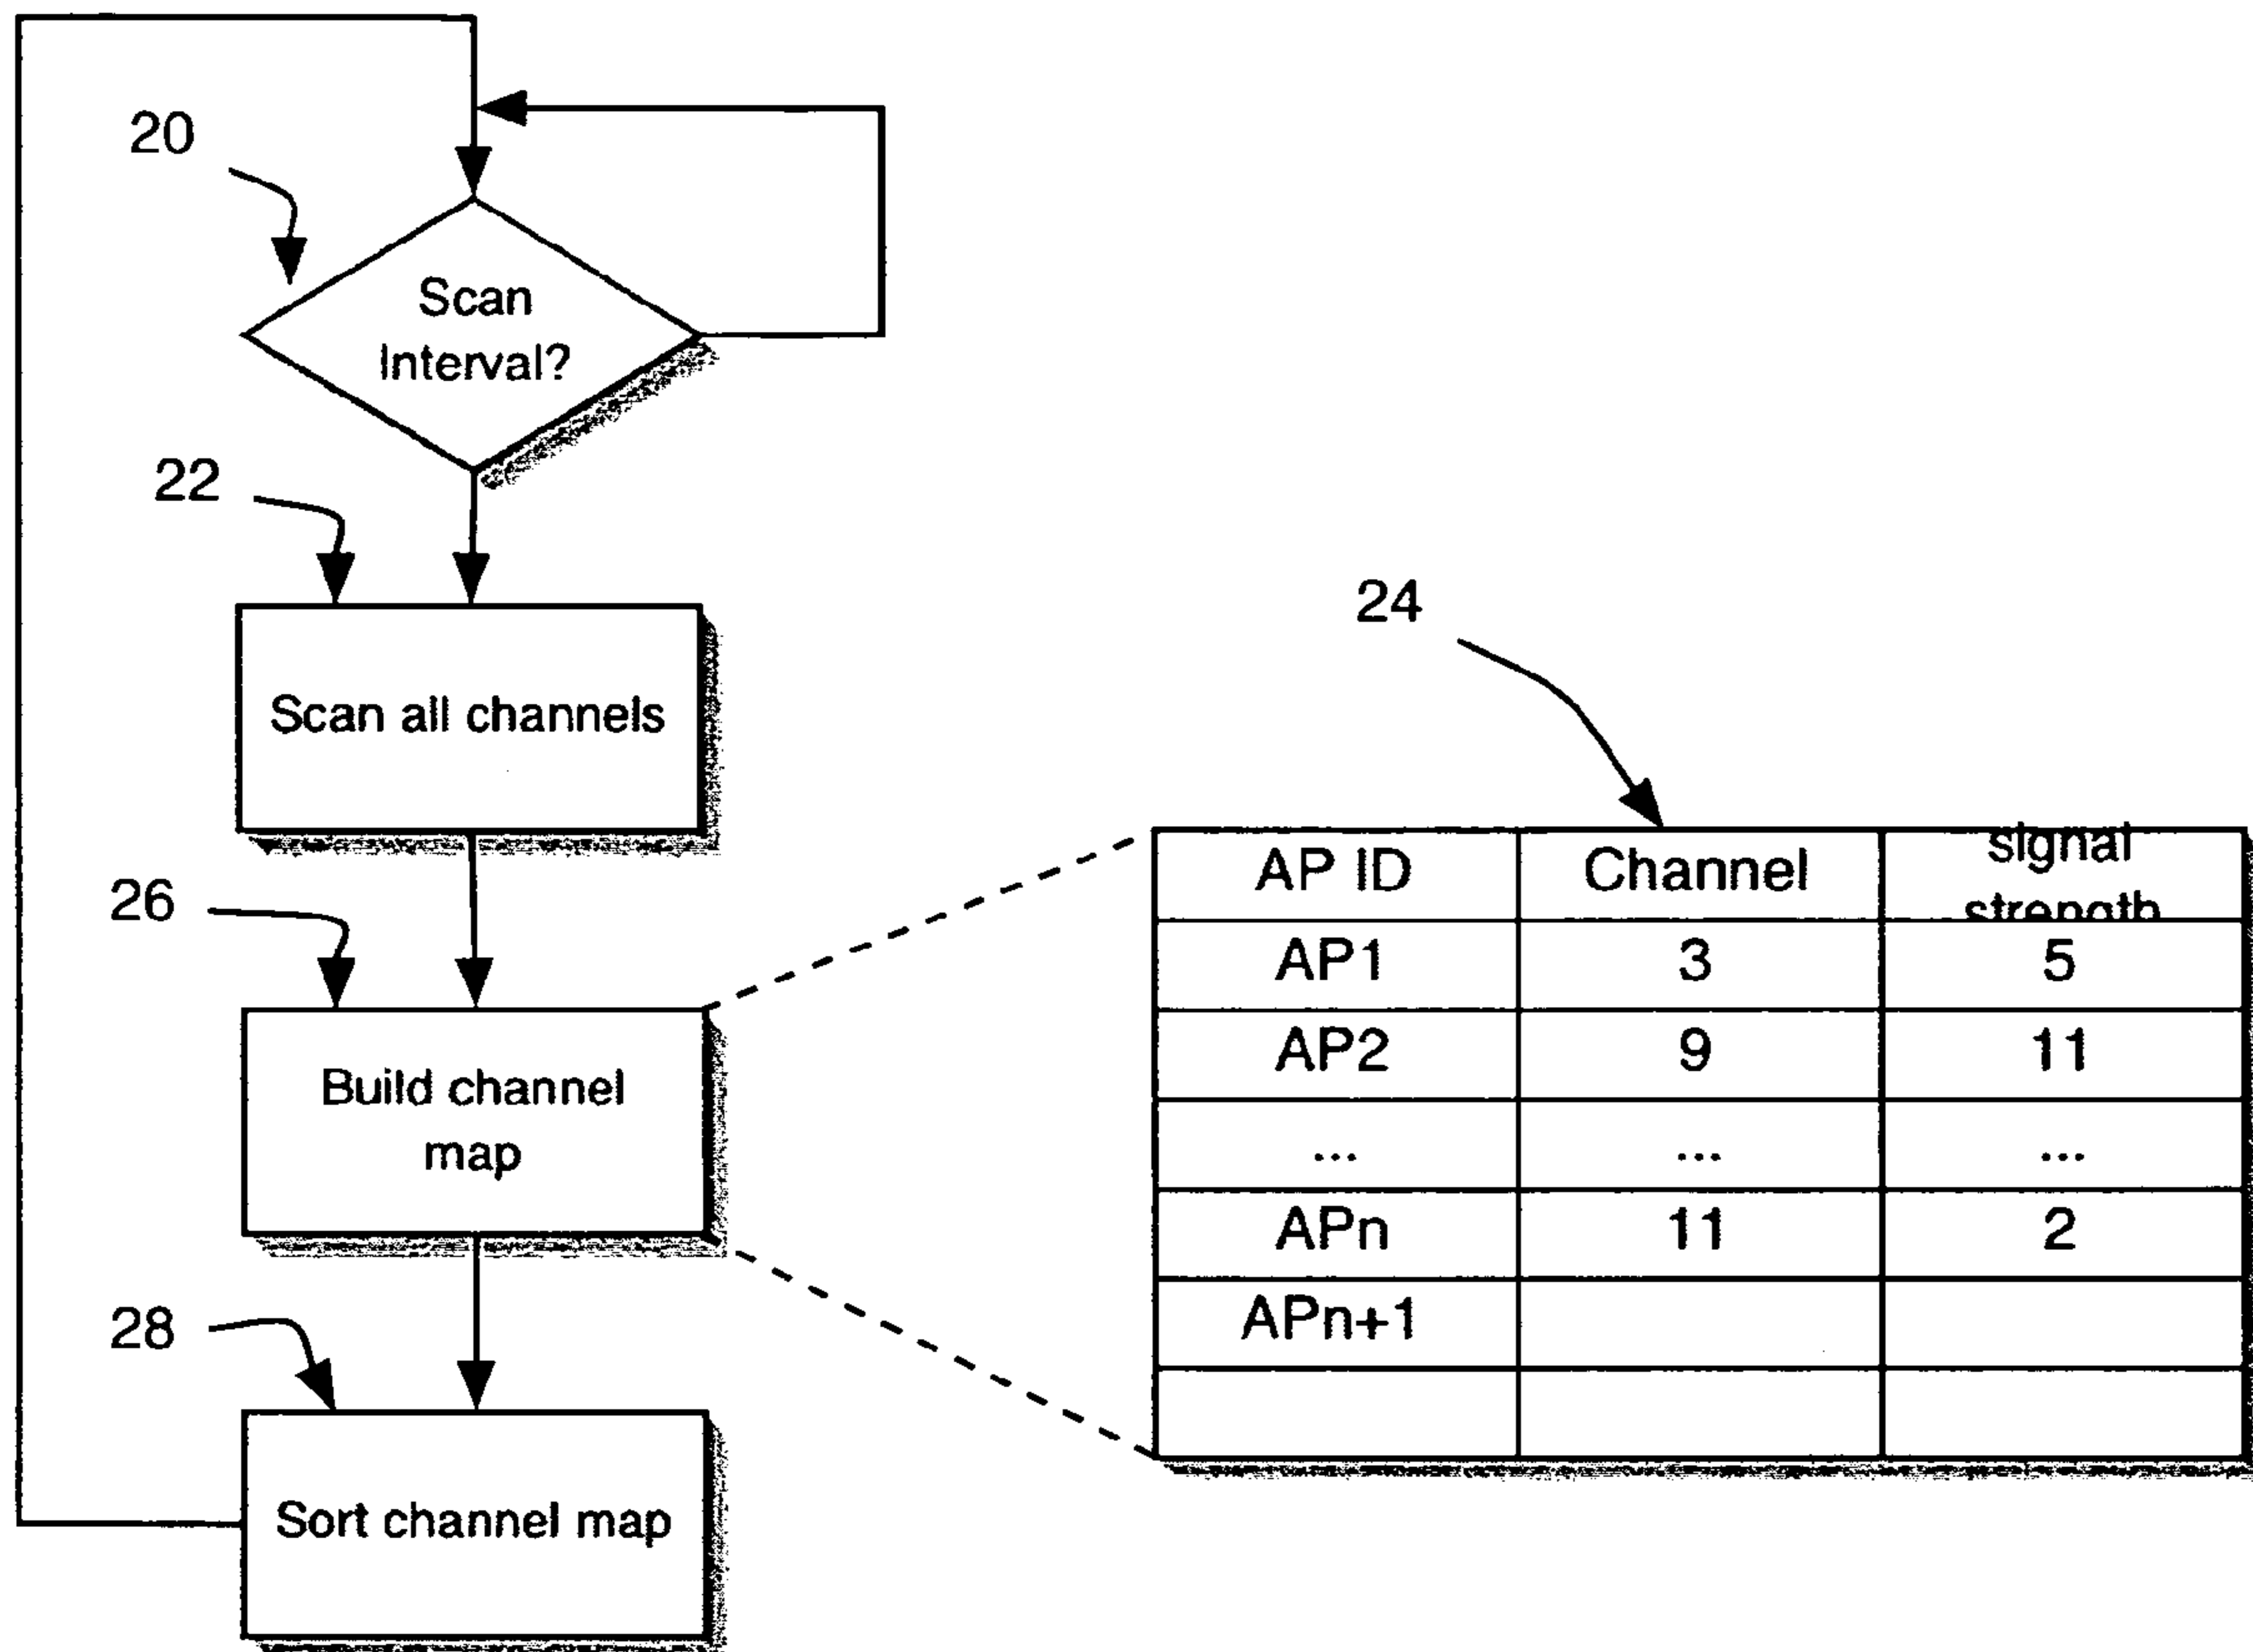 20
Scan
Interval?
22
Scan all channels
24
26
Build channel
map
28
Sort channel map
AP ID Channel signal
strength
AP1 3 5
AP2 9 11
... ... ...
APn 11 2
APn+1